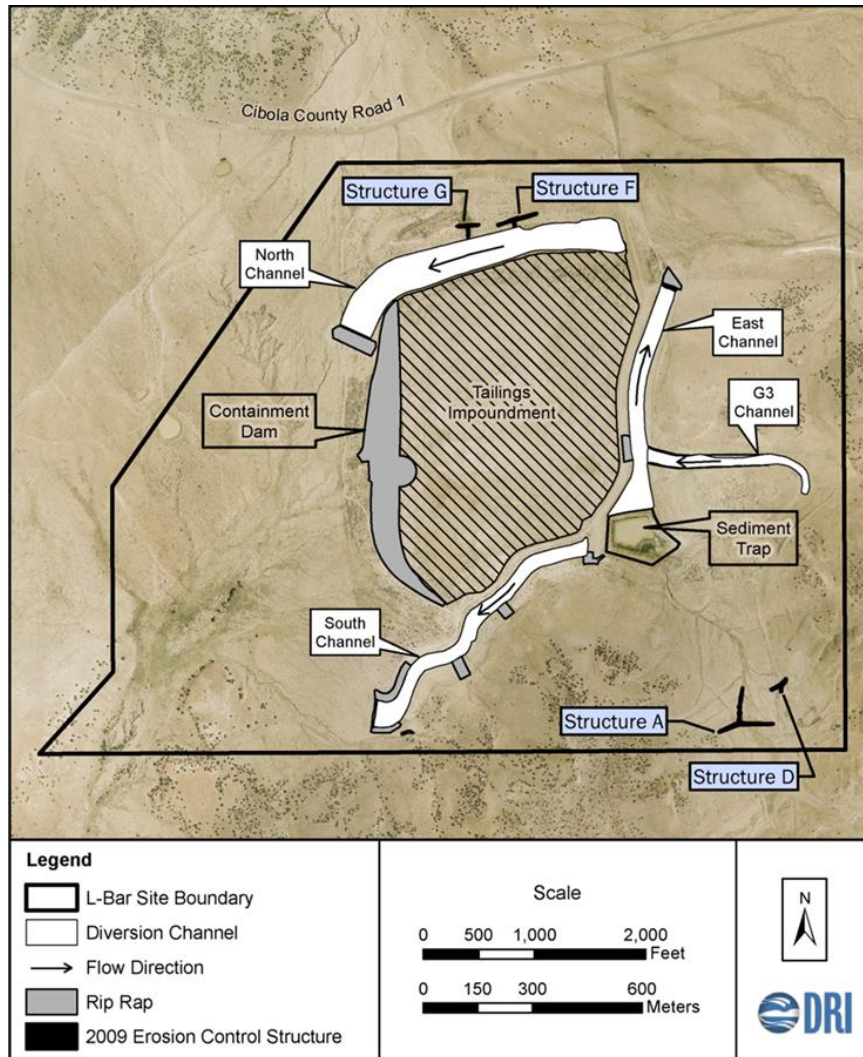 Cibola County Road 1
Structure G
Structure F
North
Channel
East
Channel
G3
Channel
Containment
Dam
Tailings
Impoundment
Sediment
Trap
South
Channel
Structure A
Structure D
Legend
L-Bar Site Boundary
Diversion Channel
Flow Direction
Rip Rap
2009 Erosion Control Structure
Scale
0 500 1,000 2,000
Feet
0 150 300 600
Meters
N
DRI